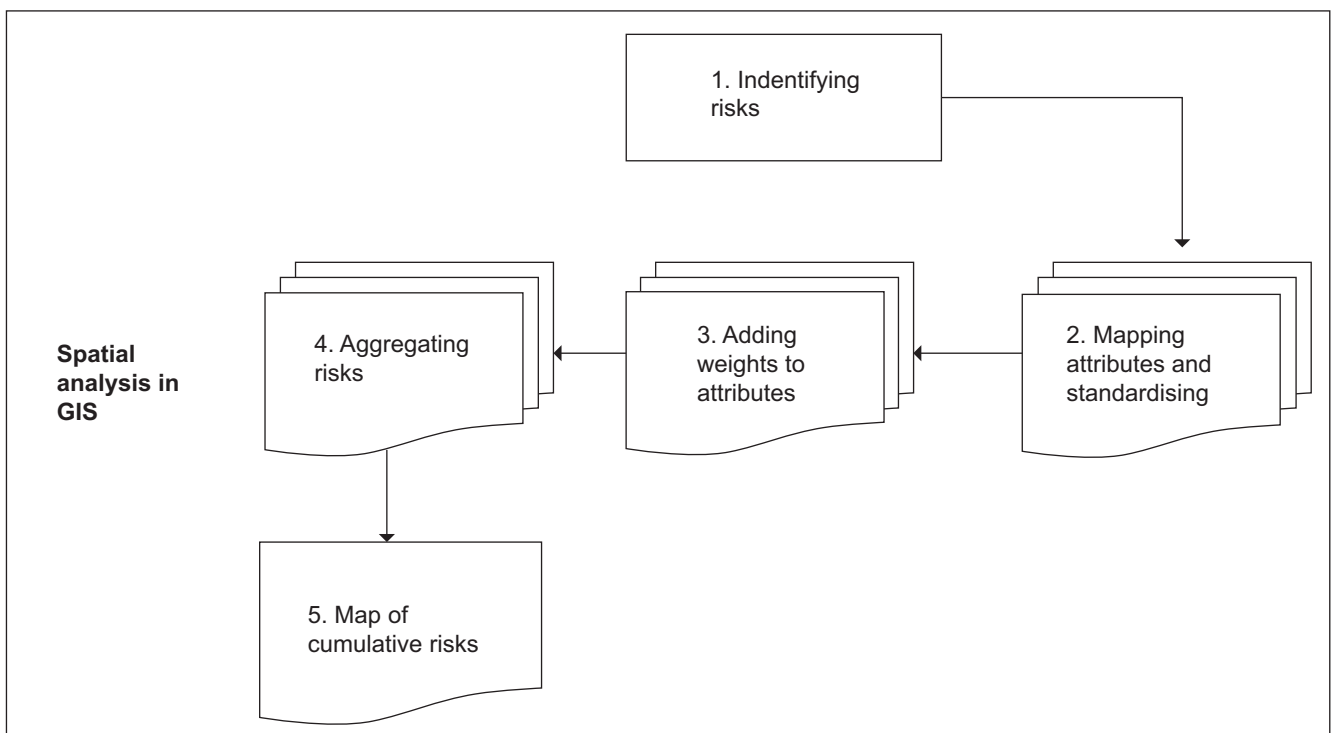 1. Indentifying
risks
2. Mapping
attributes and
standardising
3. Adding
weights to
attributes
4. Aggregating
risks
Spatial
analysis in
GIS
5. Map of
cumulative risks